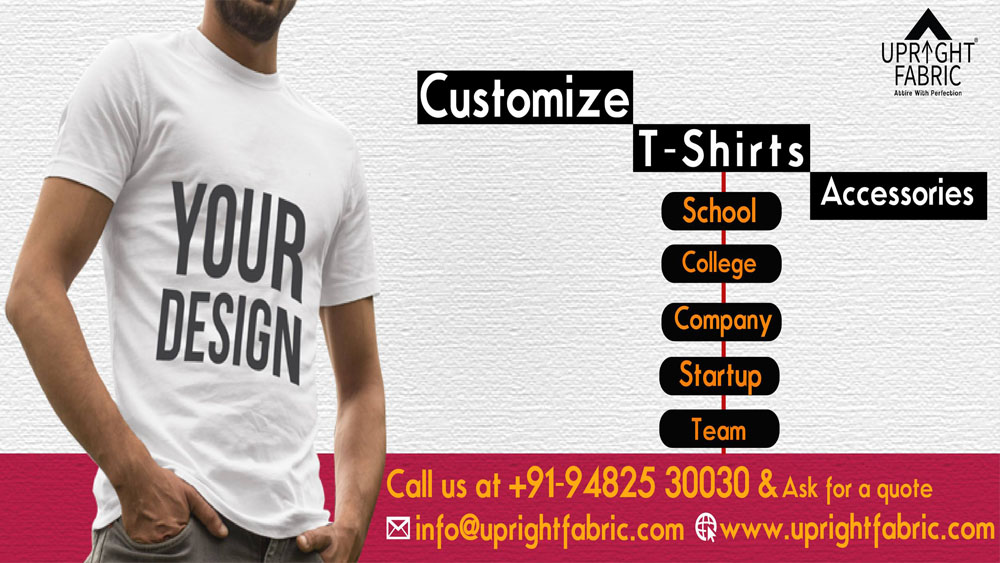 UPRIGHT
FABRIC®
Attire With Perfection
Customize
T-Shirts
Accessories
School
College
Company
Startup
Team
YOUR
DESIGN
Call us at +91-94825 30030 & Ask for a quote
info@uprightfabric.com www.uprightfabric.com